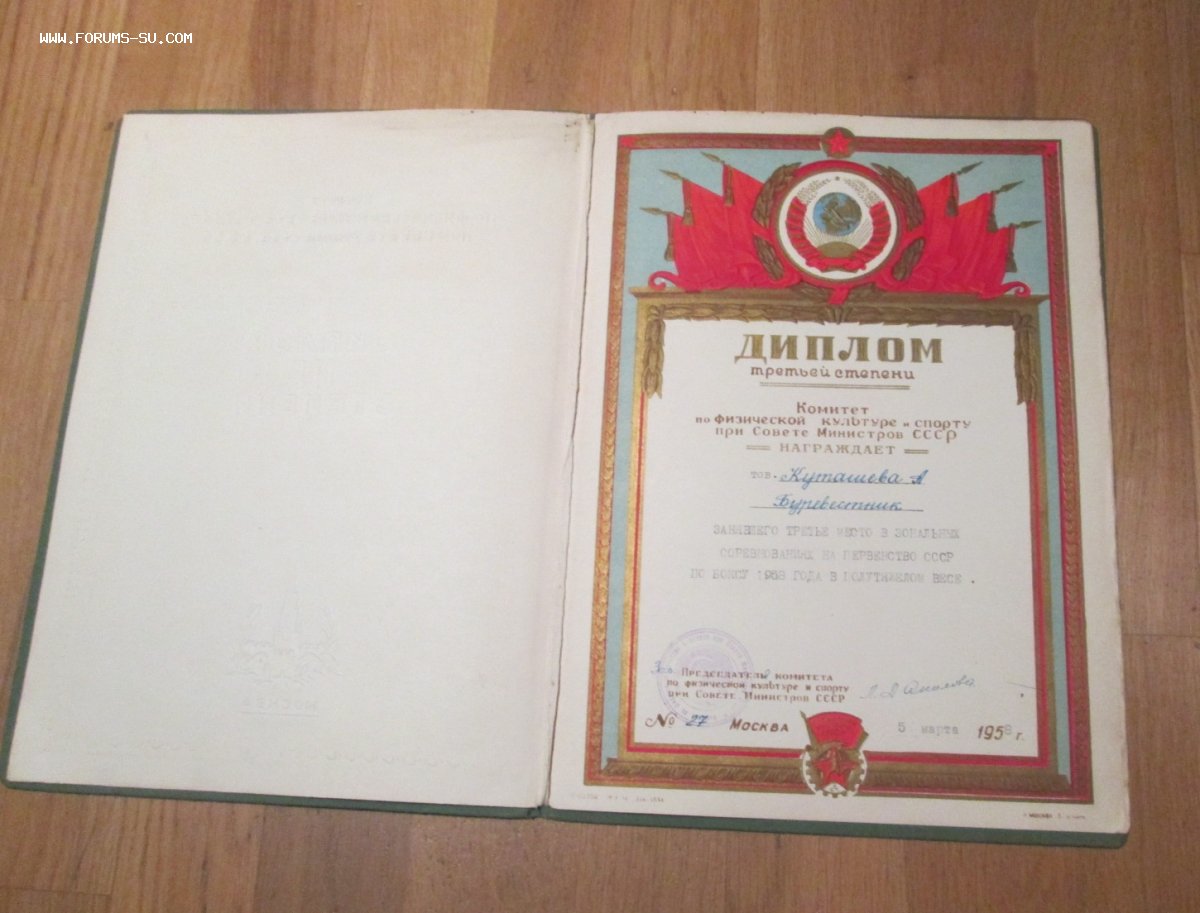 WWW.FORUMS-SU.COM
ДИПЛОМ
третьей степени
Комитет
по физической культуре и спорту
при Совете Министров СССР
НАГРАЖДАЕТ
тов. Куташева А
Буревестник
ЗАНЯВШЕГО ТРЕТЬЕ МЕСТО В ЗОНАЛЬНЫХ
СОРЕВНОВАНИЯХ НА ПЕРВЕНСТВО СССР
ПО БОКСУ 1958 ГОДА В ПОЛУТЯЖЕЛОМ ВЕСЕ .
Председатель комитета
по физической культуре и спорту
при Совете Министров СССР
№ 27 Москва 5 марта 1958 г.
МОСКВА